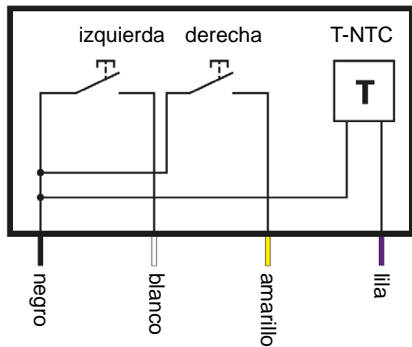 izquierda derecha T-NTC
T
negro
blanco
amarillo
lila